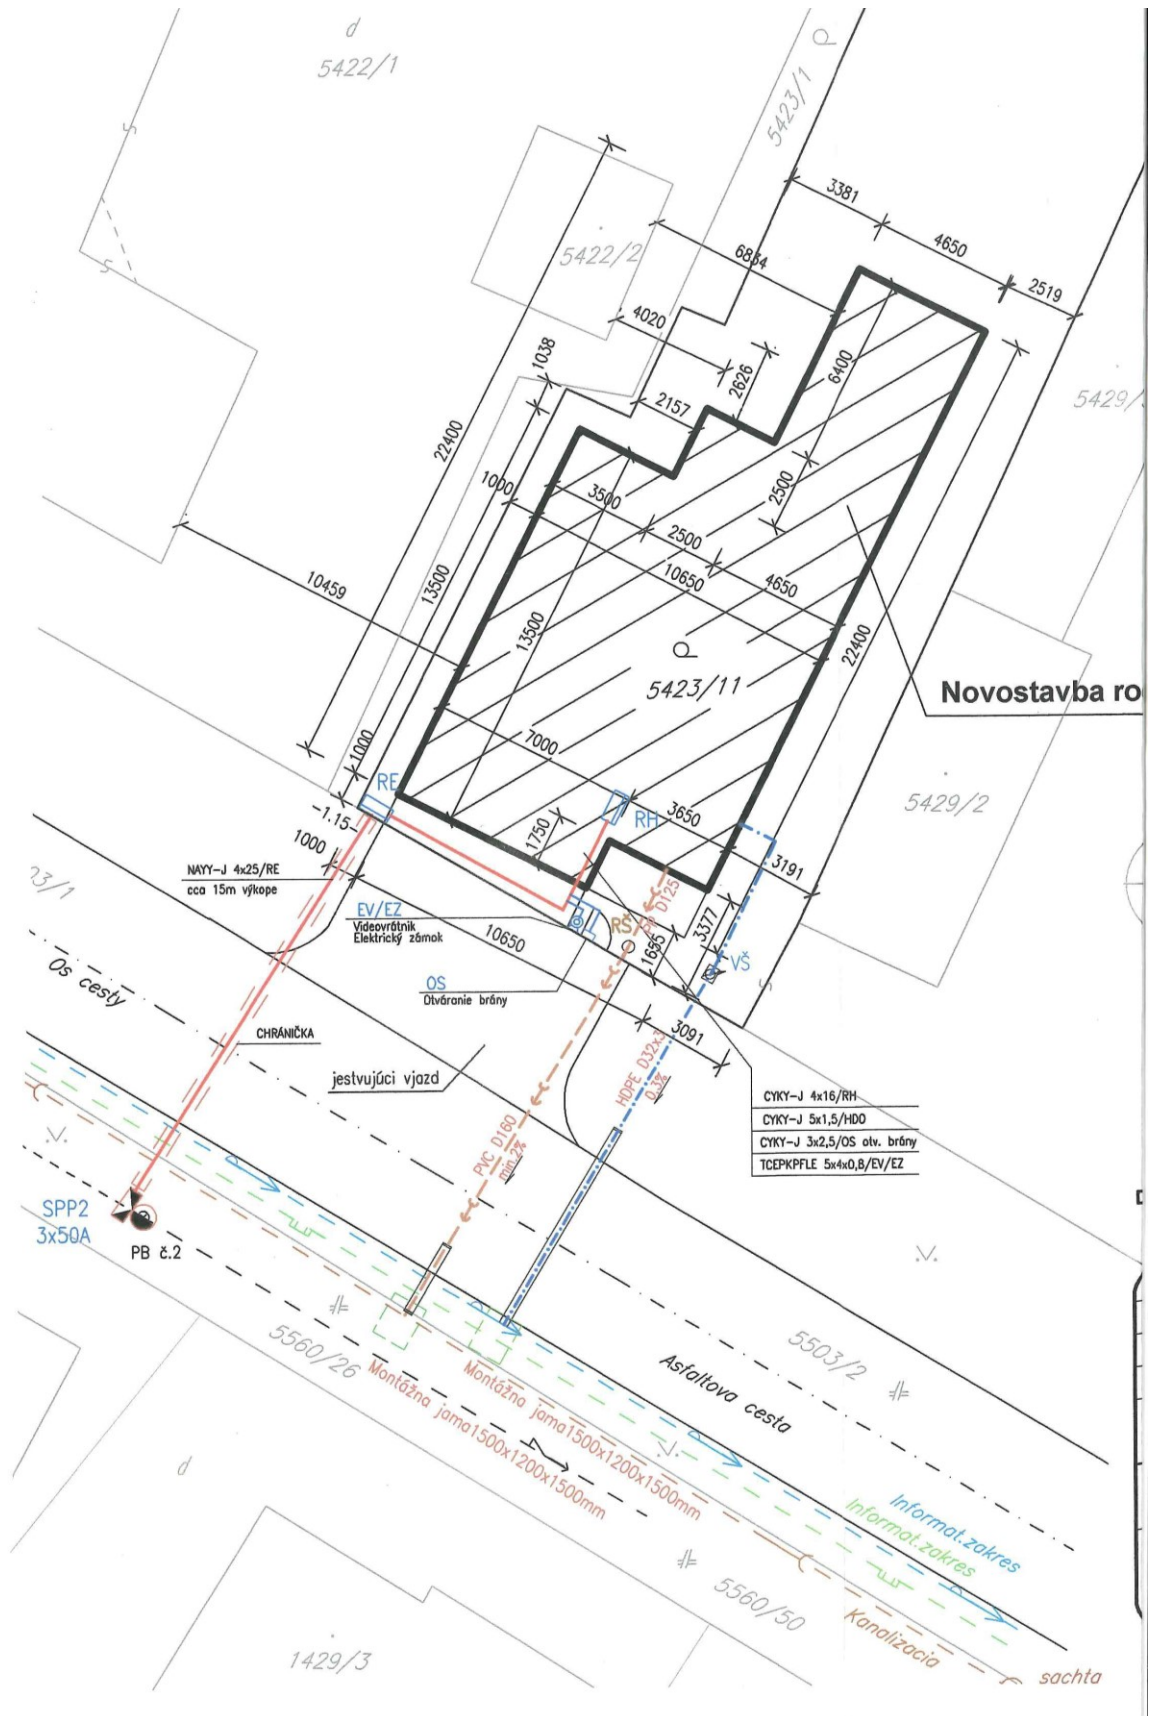 d
5422/1
5423/1
P
S
S
3381
4650
2519
5422/2
6834
4020
1038
2626
6400
2157
5429/
22400
1000
3500
2500
2500
10650
4650
10459
13500
13500
22400
P
5423/11
Novostavba ro
7000
1000
RE
RH
3650
5429/2
-1.15-
1750
1000
3191
NAYY-J 4x25/RE
cca 15m výkope
23/1
EV/EZ
Videovrátnik
Elektrický zámok
PP D125
RŠ
3377
10650
1655
VŠ
S
Os cesty
OS
Otváranie brány
3091
CHRÁNIČKA
jestvujúci vjazd
HDPE D32x3
0.3%
CYKY-J 4x16/RH
CYKY-J 5x1,5/HDO
CYKY-J 3x2,5/OS otv. brány
TCEPKPFLE 5x4x0,8/EV/EZ
PVC D160
min.2%
SPP2
3x50A
PB č.2
5560/26
Montážna jama1500x1200x1500mm
Montážna jama1500x1200x1500mm
5503/2
Asfaltova cesta
d
Informat.zakres
Informat.zakres
5560/50
Kanalizacia
1429/3
sachta